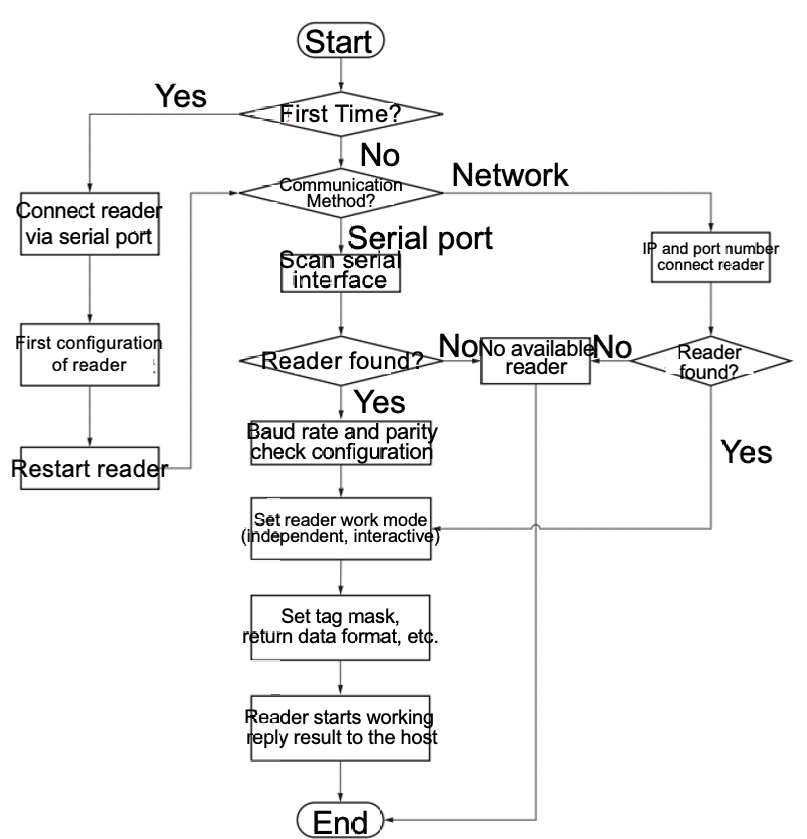 Start
Yes
First Time?
No
Communication
Method?
Network
Connect reader
via serial port
Serial port
Scan serial
interface
IP and port number
connect reader
First configuration
of reader
Reader found?
No
No available
reader
No
Reader
found?
Yes
Baud rate and parity
check configuration
Yes
Restart reader
Set reader work mode
(independent, interactive)
Set tag mask,
return data format, etc.
Reader starts working
reply result to the host
End